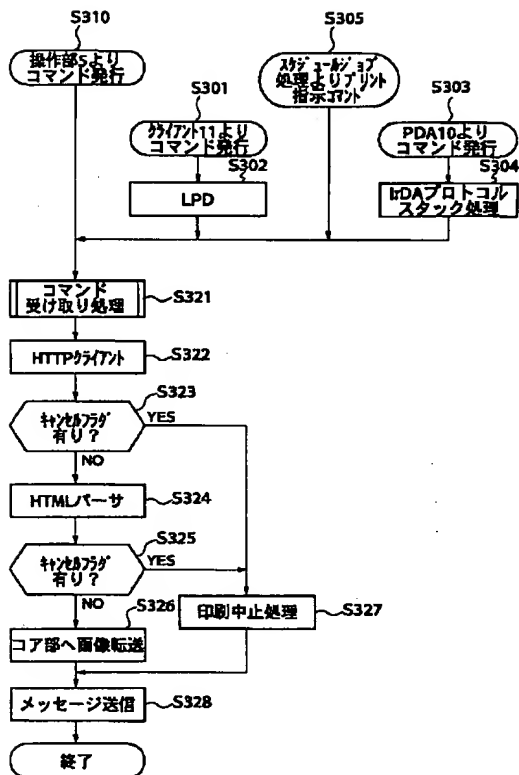 S310
操作部5より
コマンド発行
S305
スケジュールジョブ
処理よりプリント
指示コマンド
S301
クライアント11より
コマンド発行
S303
PDA10より
コマンド発行
S302
LPD
S304
IrDAプロトコル
スタック処理
コマンド
受け取り処理
S321
HTTPクライアント
S322
S323
キャンセルフラグ
有り?
YES
NO
HTMLパーサ
S324
S325
キャンセルフラグ
有り?
YES
NO
S326
コア部へ画像転送
印刷中止処理
S327
メッセージ送信
S328
終了